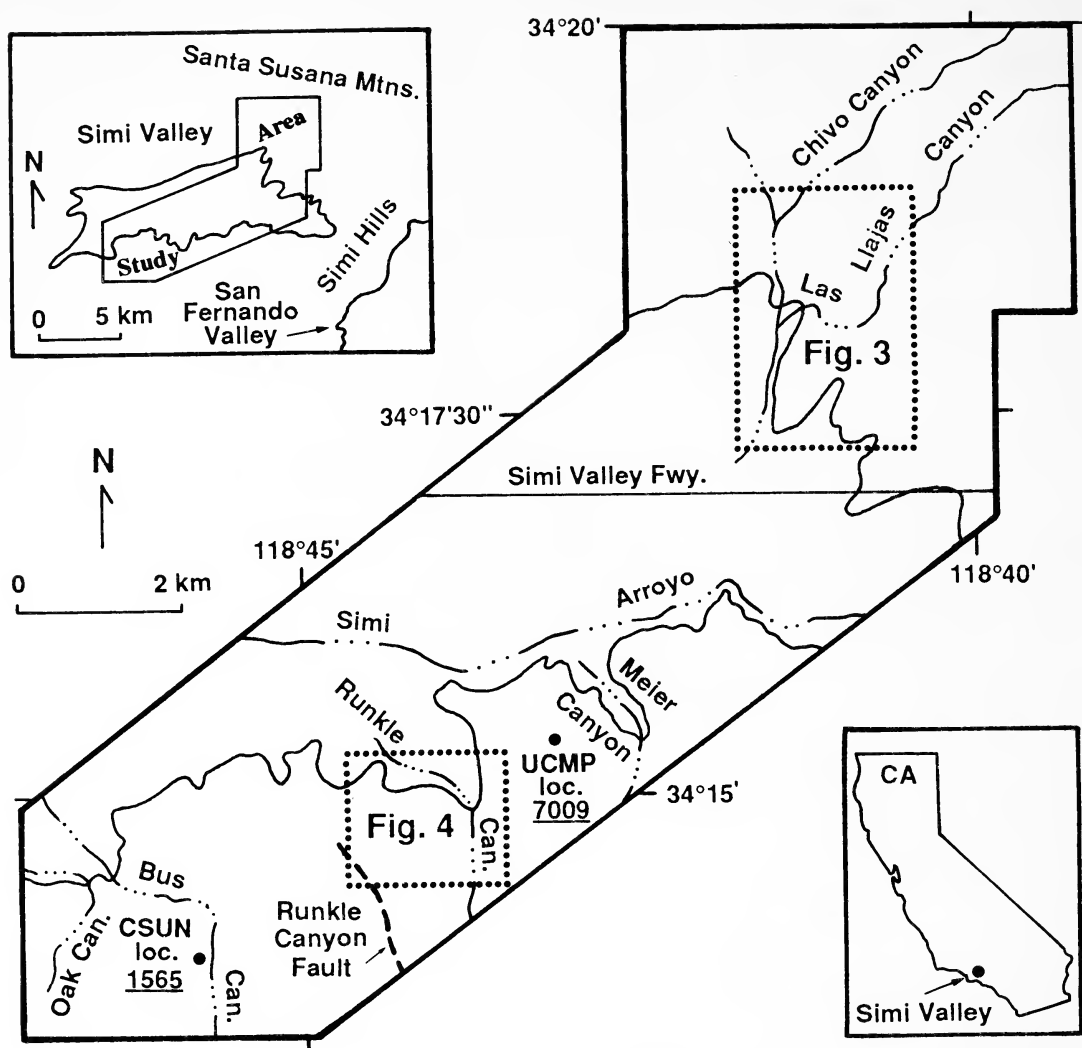 Santa Susana Mtns.
Simi Valley
Area
N
Study
Simi Hills
San
Fernando
Valley
0 5 km
34°20'
Chivo Canyon
Canyon
Llajas
Las
Fig. 3
34°17'30"
Simi Valley Fwy.
N
118°45'
0 2 km
118°40'
Simi
Arroyo
Runkle
Meier
Canyon
UCMP
loc.
7009
34°15'
Fig. 4
Can.
Bus
Oak Can.
CSUN
loc.
1565
Can.
Runkle
Canyon
Fault
CA
Simi Valley